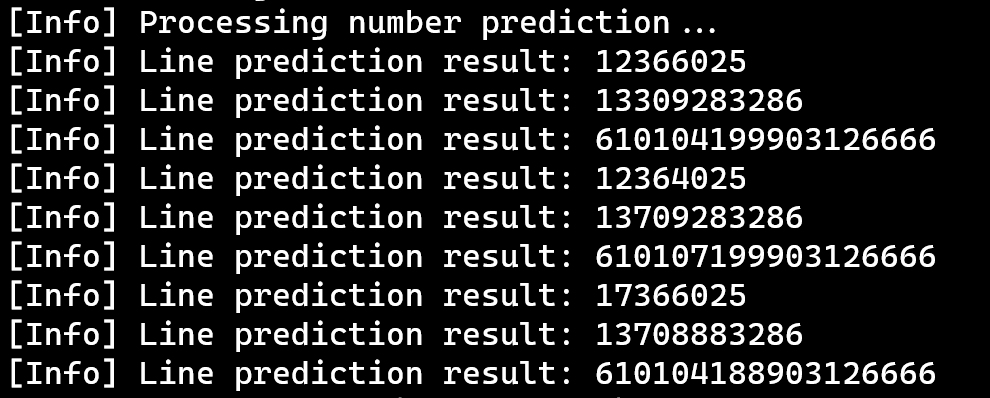 [Info] Processing number prediction...
[Info] Line prediction result: 12366025
[Info] Line prediction result: 13309283286
[Info] Line prediction result: 610104199903126666
[Info] Line prediction result: 12364025
[Info] Line prediction result: 13709283286
[Info] Line prediction result: 610107199903126666
[Info] Line prediction result: 17366025
[Info] Line prediction result: 13708883286
[Info] Line prediction result: 610104188903126666